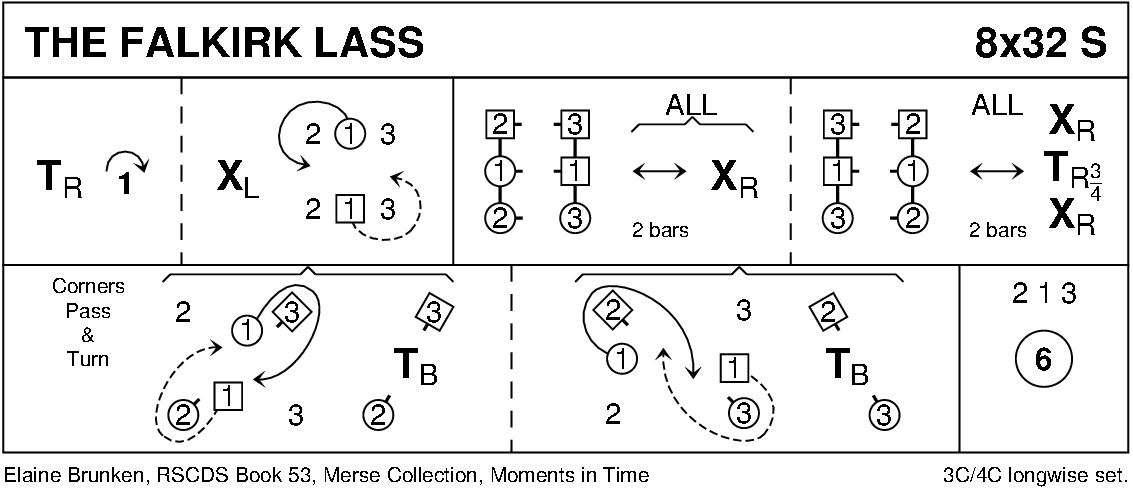 THE FALKIRK LASS 8x32 S
TR 1
XL
2 1 3
2 1 3
2 3 ALL
1 1 XR
2 3 2 bars
3 2 ALL XR
1 1 TR3/4
3 2 2 bars XR
Corners
Pass
&
Turn
2 3 3
1
TB
1
2 3 2
2 3 2
1 1 TB
2 3 3
2 1 3
6
Elaine Brunken, RSCDS Book 53, Merse Collection, Moments in Time 3C/4C longwise set.